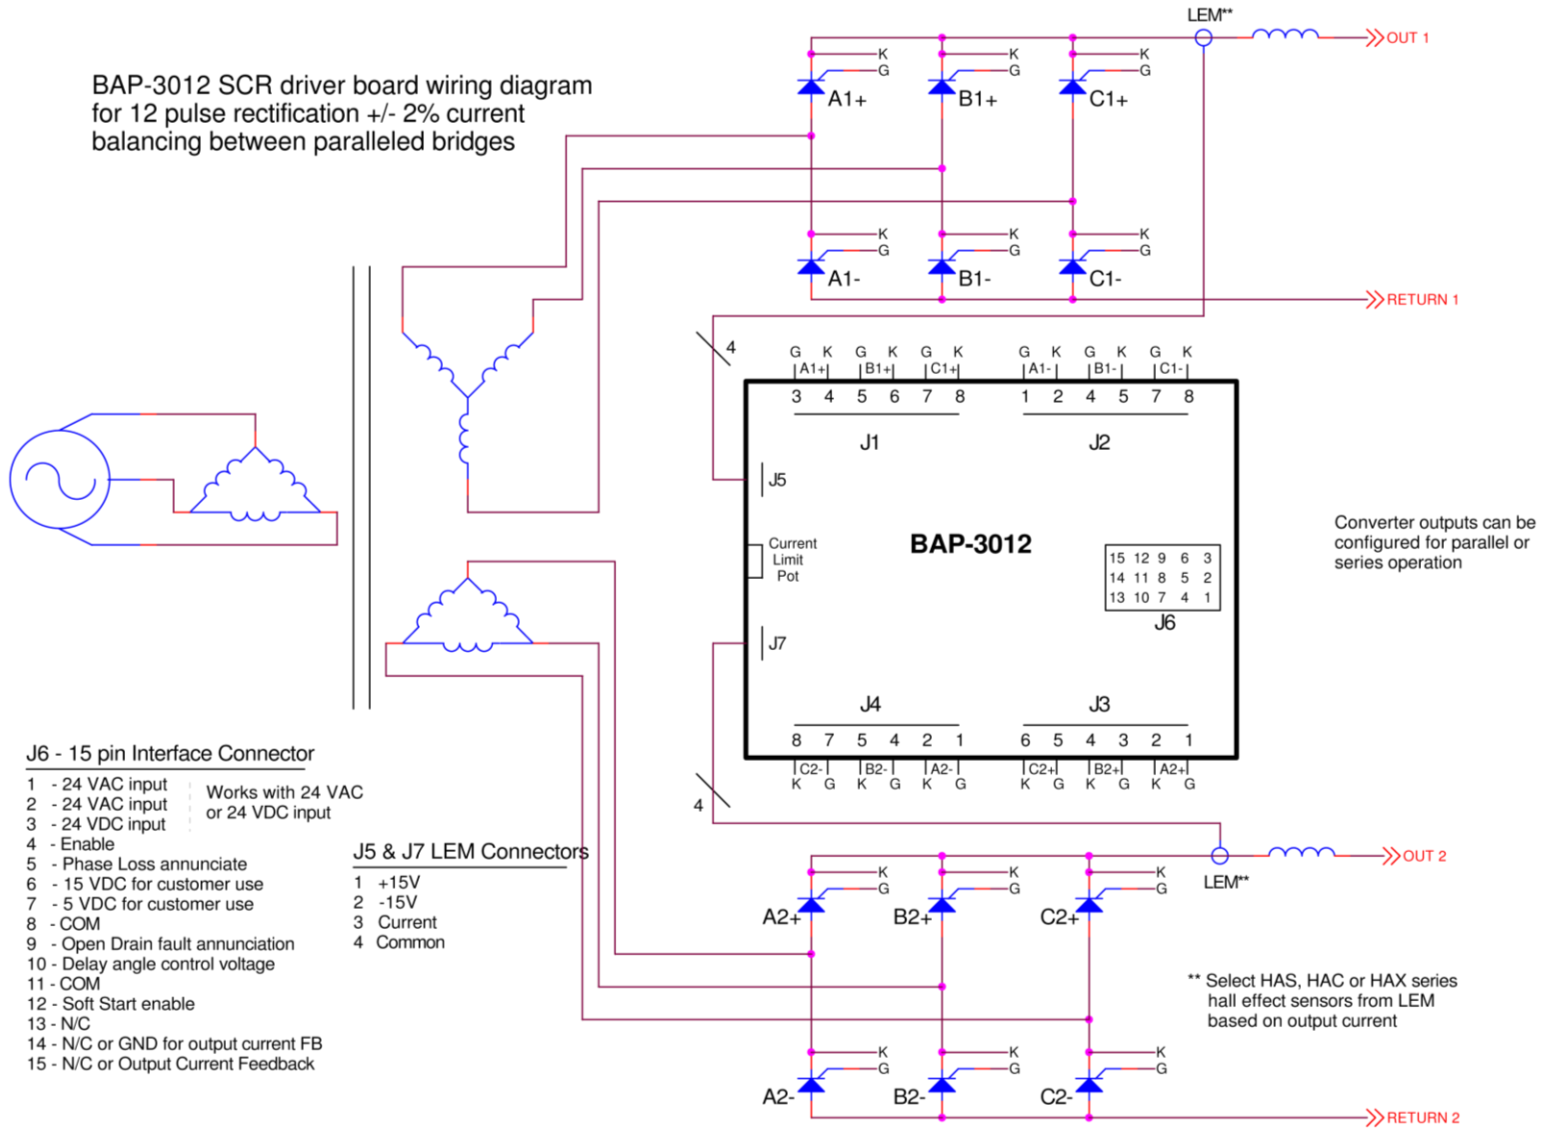 BAP-3012 SCR driver board wiring diagram
for 12 pulse rectification +/- 2% current
balancing between paralleled bridges
LEM**
OUT 1
K K K
G G G
A1+ B1+ C1+
K K K
G G G
A1- B1- C1-
RETURN 1
4
G K G K G K G K G K G K
A1+ B1+ C1+ A1- B1- C1-
3 4 5 6 7 8 1 2 4 5 7 8
J1 J2
J5
Current
Limit
Pot
BAP-3012
15 12 9 6 3
14 11 8 5 2
13 10 7 4 1
J6
J7
J4 J3
8 7 5 4 2 1 6 5 4 3 2 1
C2- B2- A2- C2+ B2+ A2+
K G K G K G K G K G K G
4
Converter outputs can be
configured for parallel or
series operation
J6 - 15 pin Interface Connector
1 - 24 VAC input
2 - 24 VAC input
3 - 24 VDC input
Works with 24 VAC
or 24 VDC input
4 - Enable
5 - Phase Loss annunciate
6 - 15 VDC for customer use
7 - 5 VDC for customer use
8 - COM
9 - Open Drain fault annunciation
10 - Delay angle control voltage
11 - COM
12 - Soft Start enable
13 - N/C
14 - N/C or GND for output current FB
15 - N/C or Output Current Feedback
J5 & J7 LEM Connectors
1 +15V
2 -15V
3 Current
4 Common
OUT 2
LEM**
K K K
G G G
A2+ B2+ C2+
K K K
G G G
A2- B2- C2-
RETURN 2
** Select HAS, HAC or HAX series
hall effect sensors from LEM
based on output current